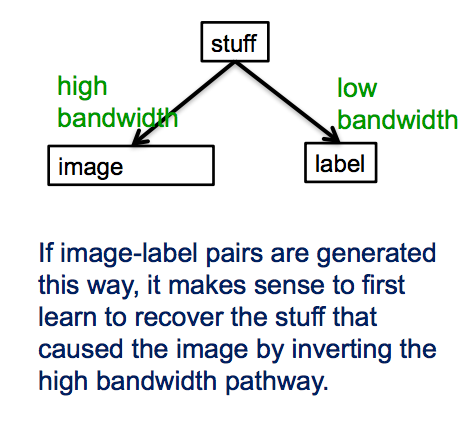 stuff
high
bandwidth
low
bandwidth
image
label
If image-label pairs are generated
this way, it makes sense to first
learn to recover the stuff that
caused the image by inverting the
high bandwidth pathway.